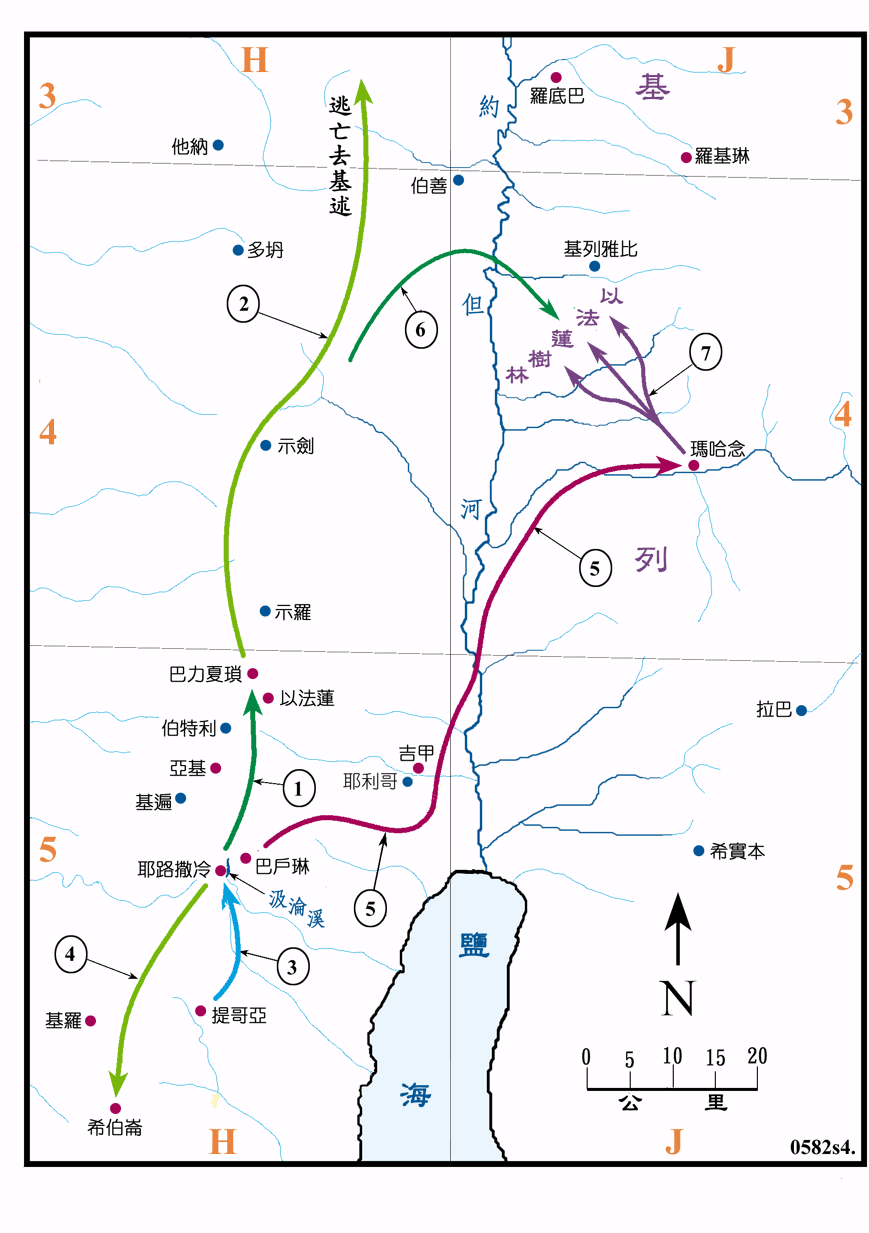 H
J
3
3
基
羅底巴
約
逃亡去基述
他納
羅基琳
伯善
多坍
基列雅比
以法蓮樹林
但
2
6
7
4
4
示劍
瑪哈念
河
列
5
示羅
巴力夏瑣
以法蓮
拉巴
伯特利
吉甲
亞基
耶利哥
1
基遍
5
希實本
巴戶琳
耶路撒冷
5
汲淪溪
5
鹽
4
3
N
提哥亞
基羅
0 5 10 15 20
公里
海
希伯崙
H
J
0582s4.